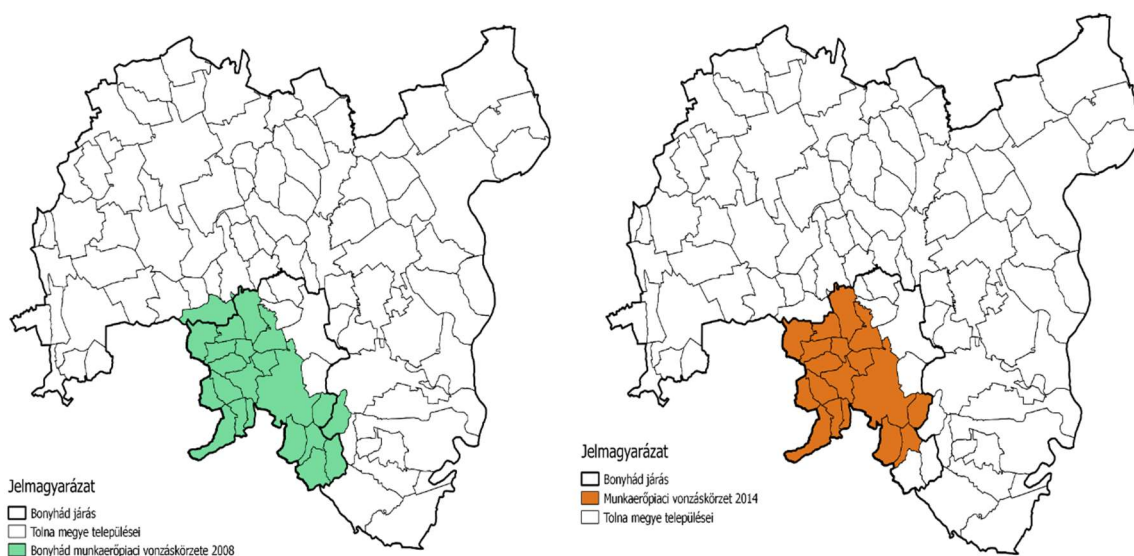 Jelmagyarázat
Bonyhád járás
Tolna megye települései
Bonyhád munkaerőpiaci vonzáskörzete 2008
Jelmagyarázat
Bonyhád járás
Munkaerőpiaci vonzáskörzet 2014
Tolna megye települései